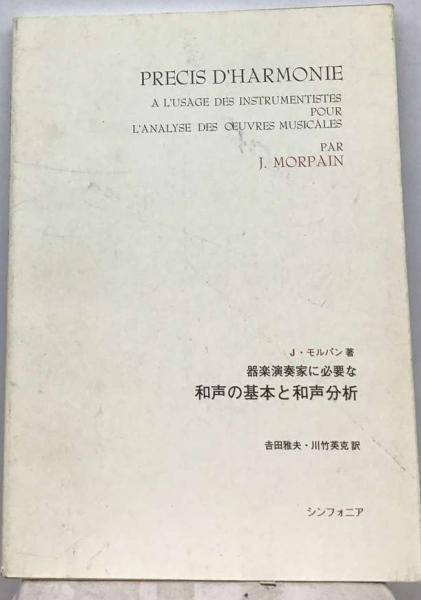 PRECIS D'HARMONIE
A L'USAGE DES INSTRUMENTISTES
POUR
L'ANALYSE DES ŒUVRES MUSICALES
PAR
J. MORPAIN
J・モルパン 著
器楽演奏家に必要な
和声の基本と和声分析
吉田雅夫・川竹英克 訳
シンフォニア